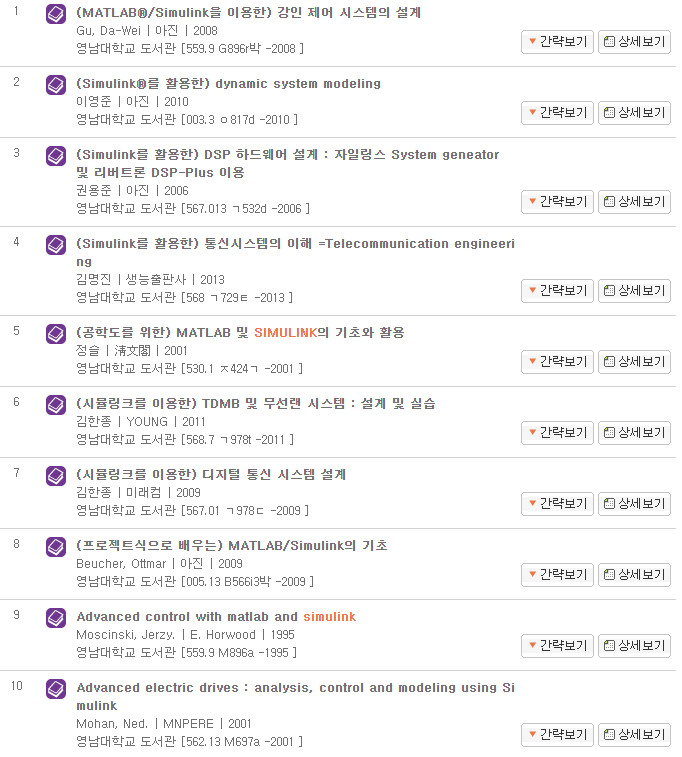 1
(MATLAB®/Simulink을 이용한) 강인 제어 시스템의 설계
Gu, Da-Wei | 아진 | 2008
영남대학교 도서관 [559.9 G896r박 -2008 ]
간략보기 상세보기
2
(Simulink®를 활용한) dynamic system modeling
이영준 | 아진 | 2010
영남대학교 도서관 [003.3 ㅇ817d -2010 ]
간략보기 상세보기
3
(Simulink를 활용한) DSP 하드웨어 설계 : 자일링스 System geneator
및 리버트론 DSP-Plus 이용
권용준 | 아진 | 2006
영남대학교 도서관 [567.013 ㄱ532d -2006 ]
간략보기 상세보기
4
(Simulink를 활용한) 통신시스템의 이해 =Telecommunication engineeri
ng
김명진 | 생능출판사 | 2013
영남대학교 도서관 [568 ㄱ729ㅌ -2013 ]
간략보기 상세보기
5
(공학도를 위한) MATLAB 및 SIMULINK의 기초와 활용
정슬 | 淸文閣 | 2001
영남대학교 도서관 [530.1 ㅈ424ㄱ -2001 ]
간략보기 상세보기
6
(시뮬링크를 이용한) TDMB 및 무선랜 시스템 : 설계 및 실습
김한종 | YOUNG | 2011
영남대학교 도서관 [568.7 ㄱ978t -2011 ]
간략보기 상세보기
7
(시뮬링크를 이용한) 디지털 통신 시스템 설계
김한종 | 미래컴 | 2009
영남대학교 도서관 [567.01 ㄱ978ㄷ -2009 ]
간략보기 상세보기
8
(프로젝트식으로 배우는) MATLAB/Simulink의 기초
Beucher, Ottmar | 아진 | 2009
영남대학교 도서관 [005.13 B566i3박 -2009 ]
간략보기 상세보기
9
Advanced control with matlab and simulink
Moscinski, Jerzy. | E. Horwood | 1995
영남대학교 도서관 [559.9 M896a -1995 ]
간략보기 상세보기
10
Advanced electric drives : analysis, control and modeling using Si
mulink
Mohan, Ned. | MNPERE | 2001
영남대학교 도서관 [562.13 M697a -2001 ]
간략보기 상세보기